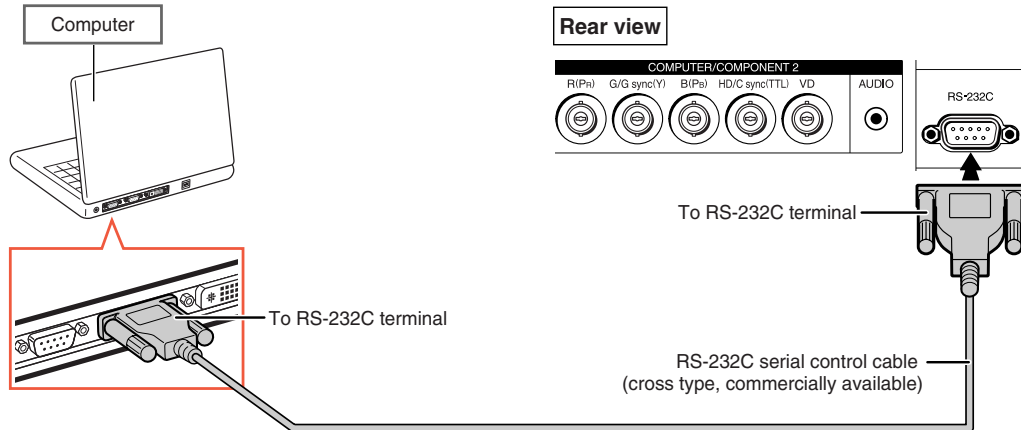 Computer
Rear view
COMPUTER/COMPONENT 2
R(PR) G/G sync(Y) B(PB) HD/C sync(TTL) VD
AUDIO
RS-232C
To RS-232C terminal
To RS-232C terminal
RS-232C serial control cable
(cross type, commercially available)